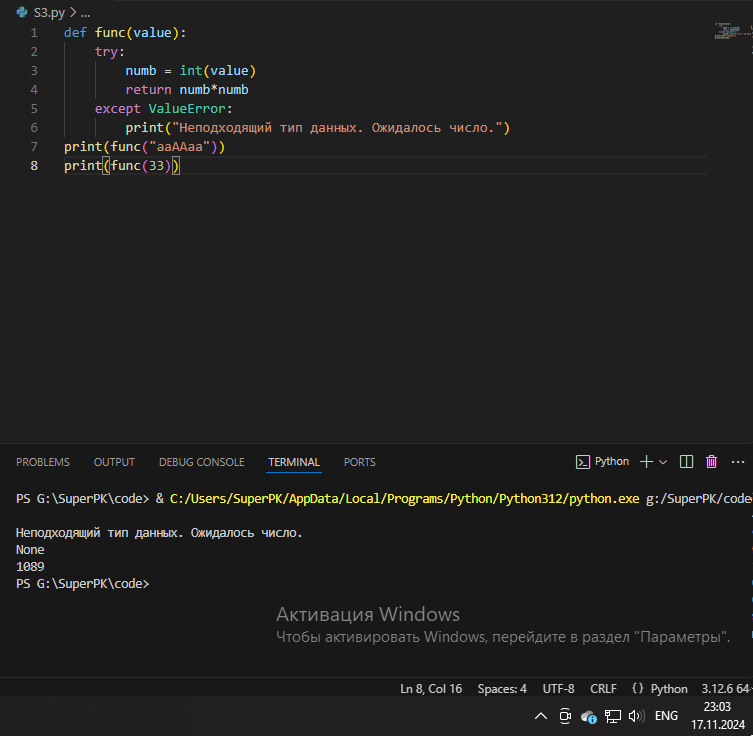 S3.py > ...
1 def func(value):
2 try:
3 numb = int(value)
4 return numb*numb
5 except ValueError:
6 print("Неподходящий тип данных. Ожидалось число.")
7 print(func("aaAAaa"))
8 print(func(33))
PROBLEMS OUTPUT DEBUG CONSOLE TERMINAL PORTS Python
PS G:\SuperPK\code> & C:/Users/SuperPK/AppData/Local/Programs/Python/Python312/python.exe g:/SuperPK/code
Неподходящий тип данных. Ожидалось число.
None
1089
PS G:\SuperPK\code>
Активация Windows
Чтобы активировать Windows, перейдите в раздел "Параметры".
Ln 8, Col 16 Spaces: 4 UTF-8 CRLF {} Python 3.12.6 64-
ENG 23:03
17.11.2024